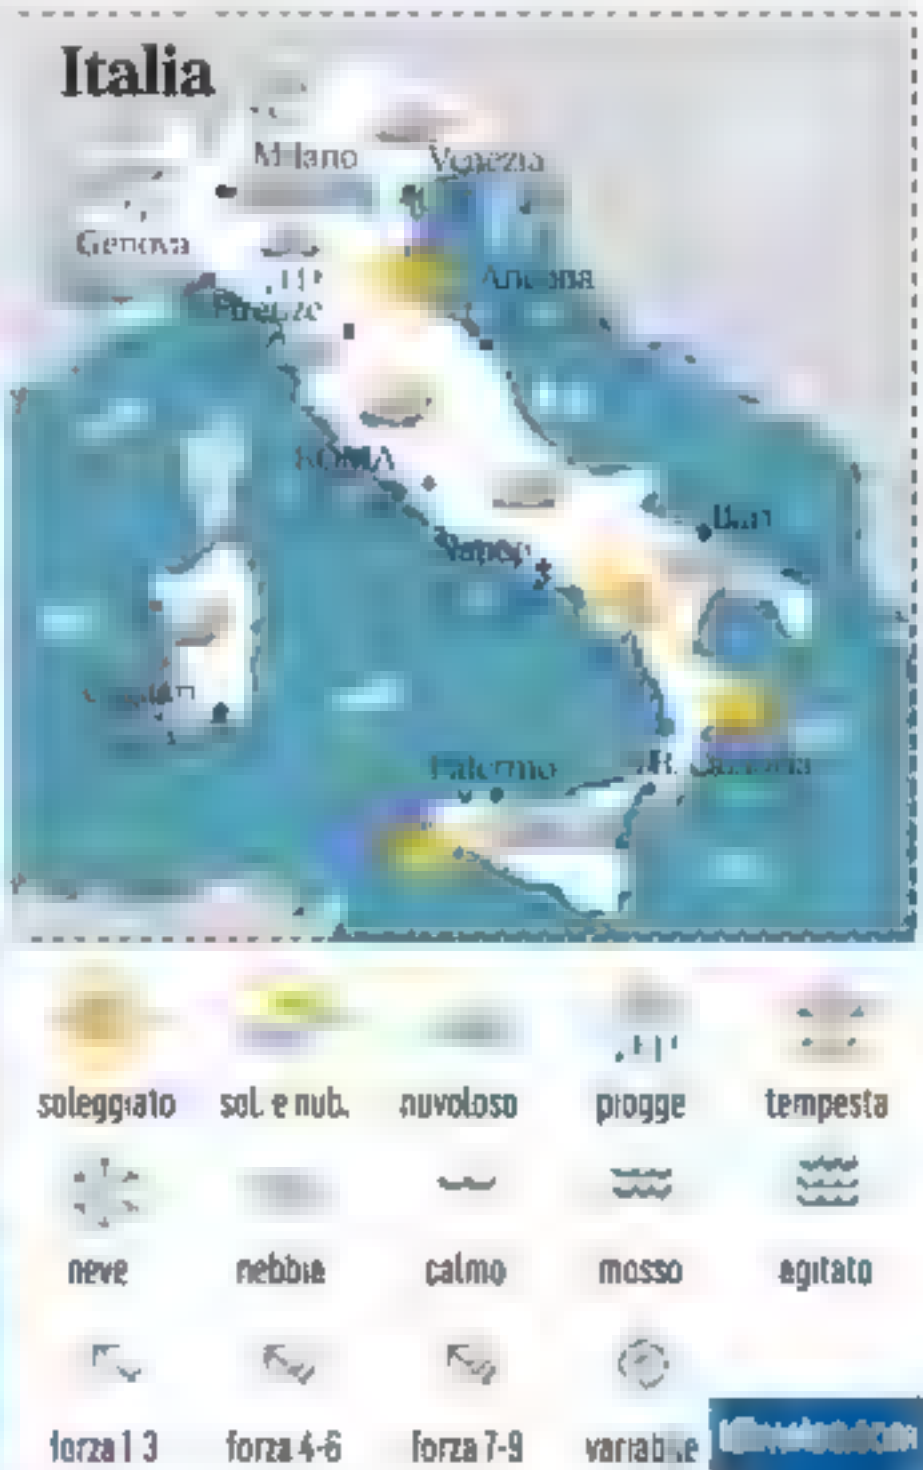 Italia
Milano
Venezia
Genova
Ancona
Firenze
ROMA
Bari
Napoli
Palermo
soleggiato sol. e nub. nuvoloso piogge tempesta
neve nebbia calmo mosso agitato
forza 1 3 forza 4-6 forza 7-9 variabile